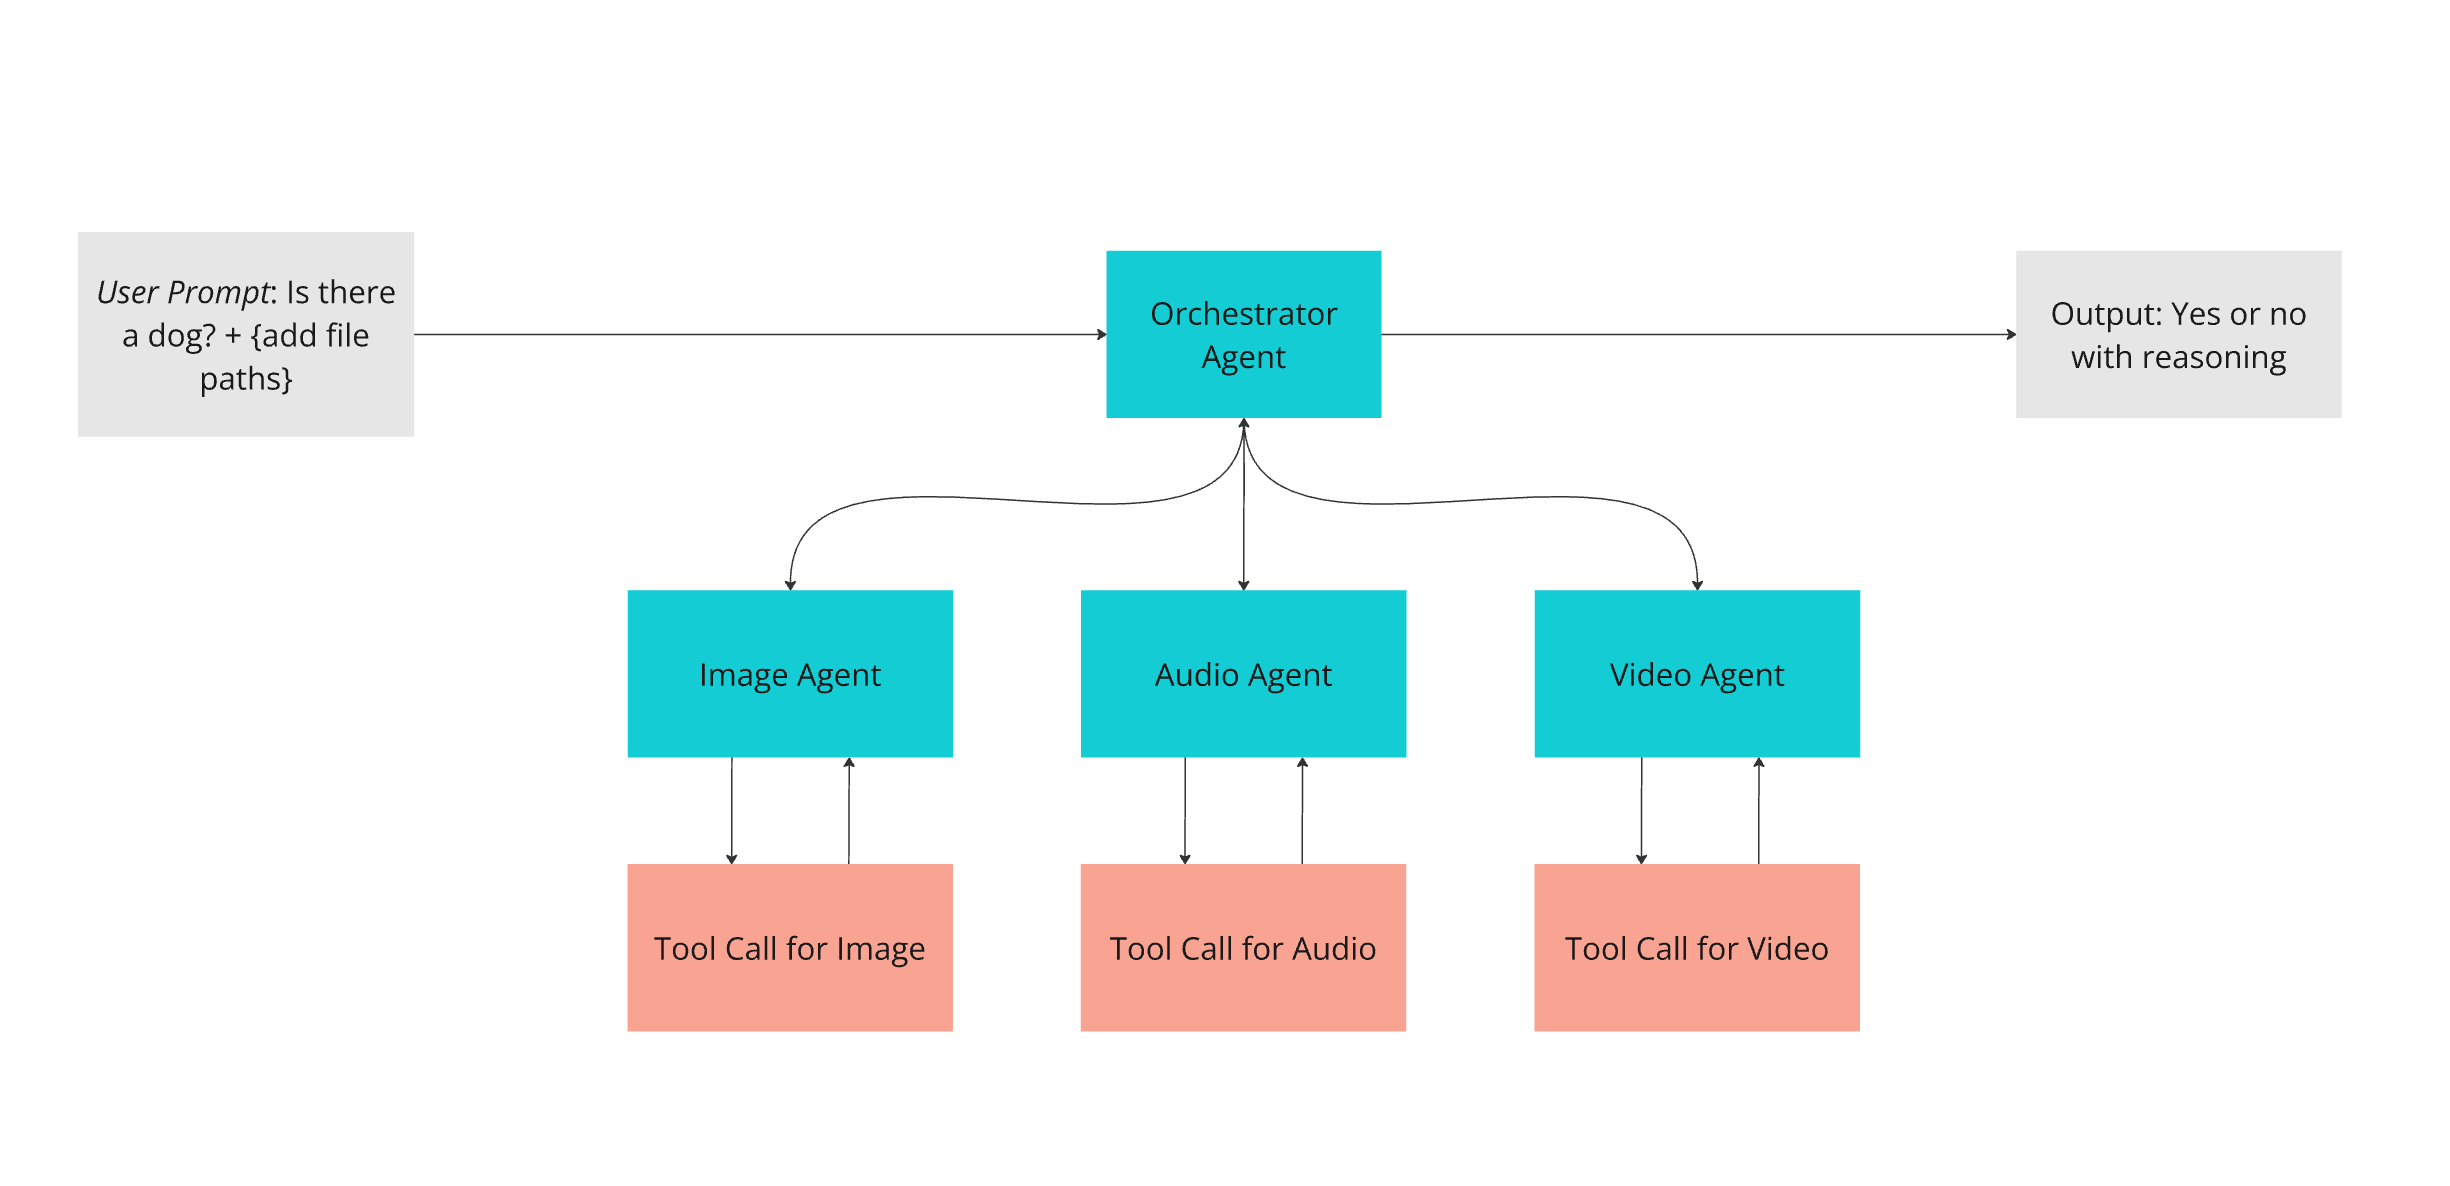 User Prompt: Is there
a dog? + {add file
paths}
Orchestrator
Agent
Output: Yes or no
with reasoning
Image Agent
Audio Agent
Video Agent
Tool Call for Image
Tool Call for Audio
Tool Call for Video